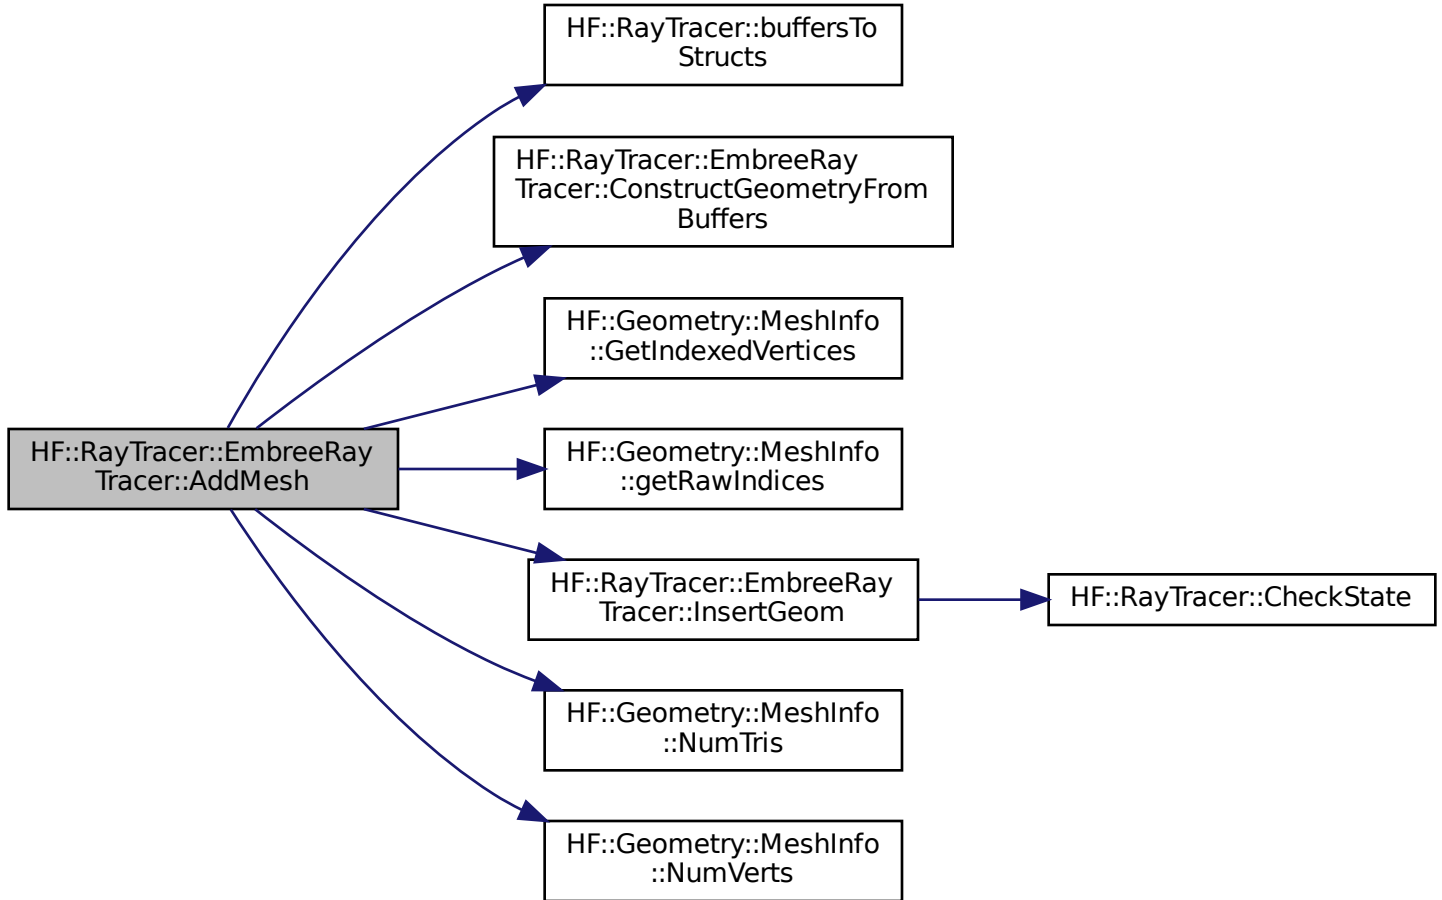 HF::RayTracer::buffersTo
Structs
HF::RayTracer::EmbreeRay
Tracer::ConstructGeometryFrom
Buffers
HF::Geometry::MeshInfo
::GetIndexedVertices
HF::RayTracer::EmbreeRay
Tracer::AddMesh
HF::Geometry::MeshInfo
::getRawIndices
HF::RayTracer::EmbreeRay
Tracer::InsertGeom
HF::RayTracer::CheckState
HF::Geometry::MeshInfo
::NumTris
HF::Geometry::MeshInfo
::NumVerts